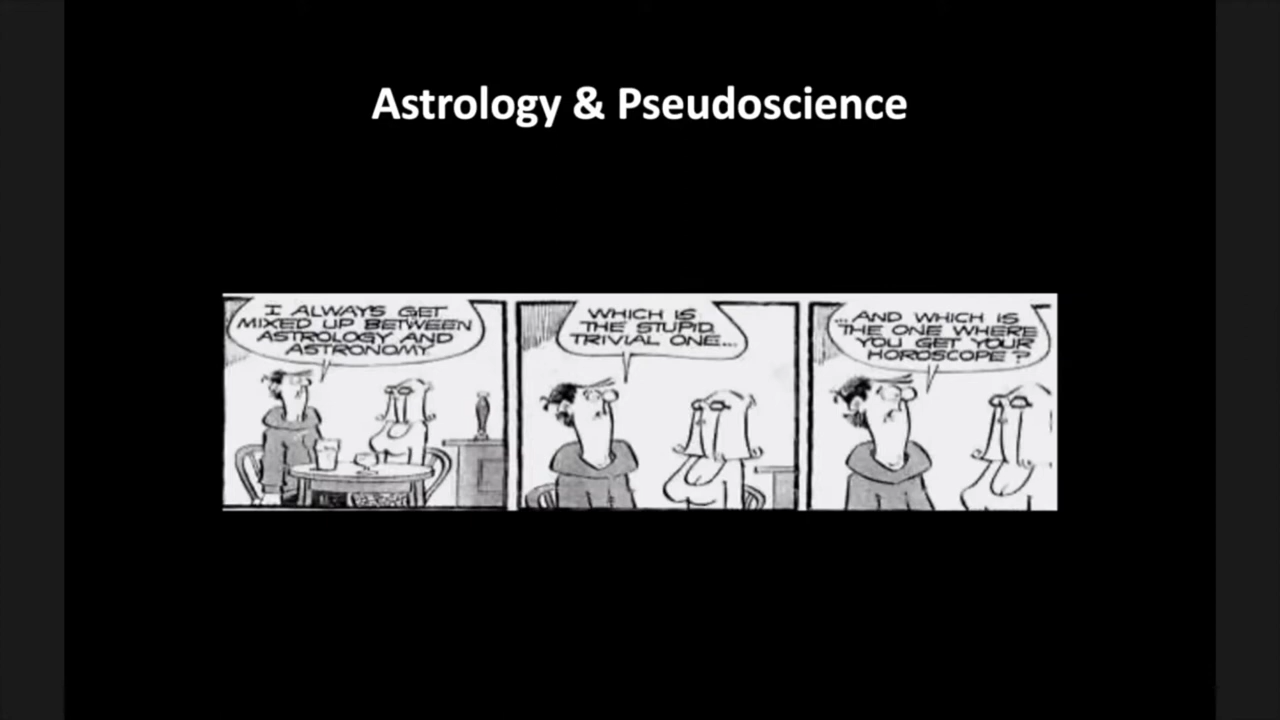 Astrology & Pseudoscience
I ALWAYS GET
MIXED UP BETWEEN
ASTROLOGY AND
ASTRONOMY
WHICH IS
THE STUPID
TRIVIAL ONE...
...AND WHICH IS
THE ONE WHERE
YOU GET YOUR
HOROSCOPE?